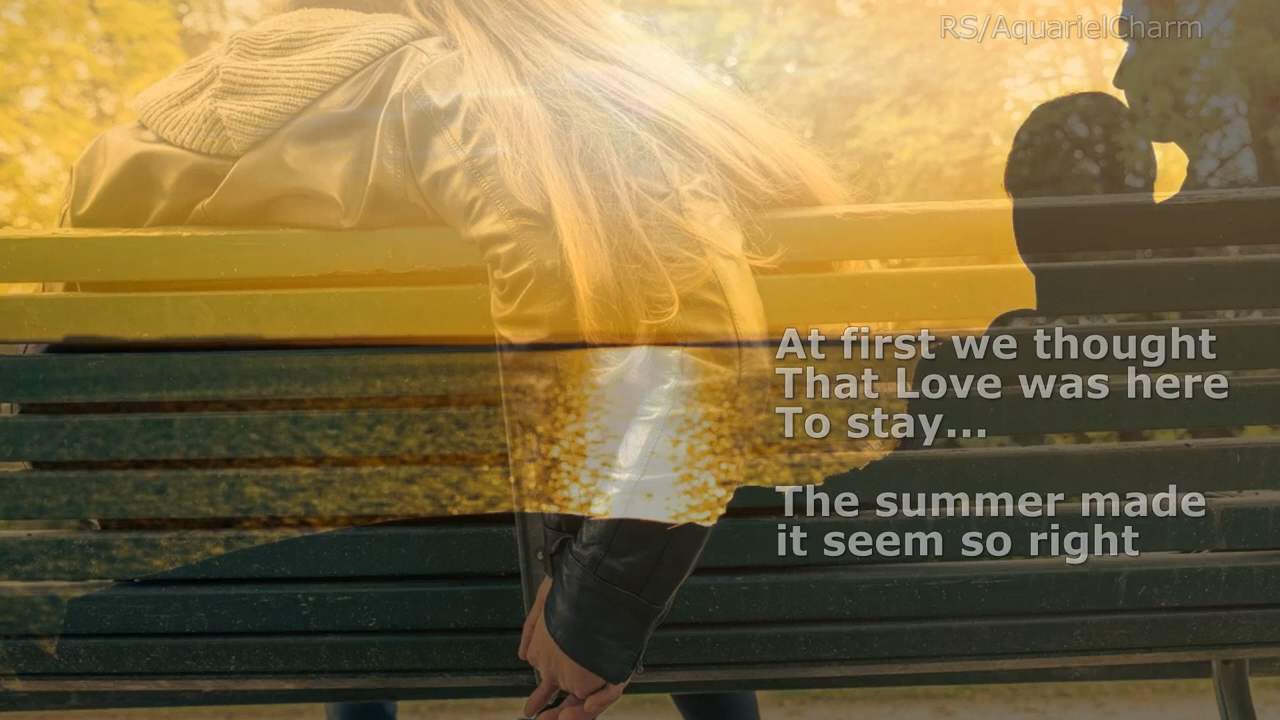 RS/AquarielCharm
At first we thought
That Love was here
To stay...
The summer made
it seem so right